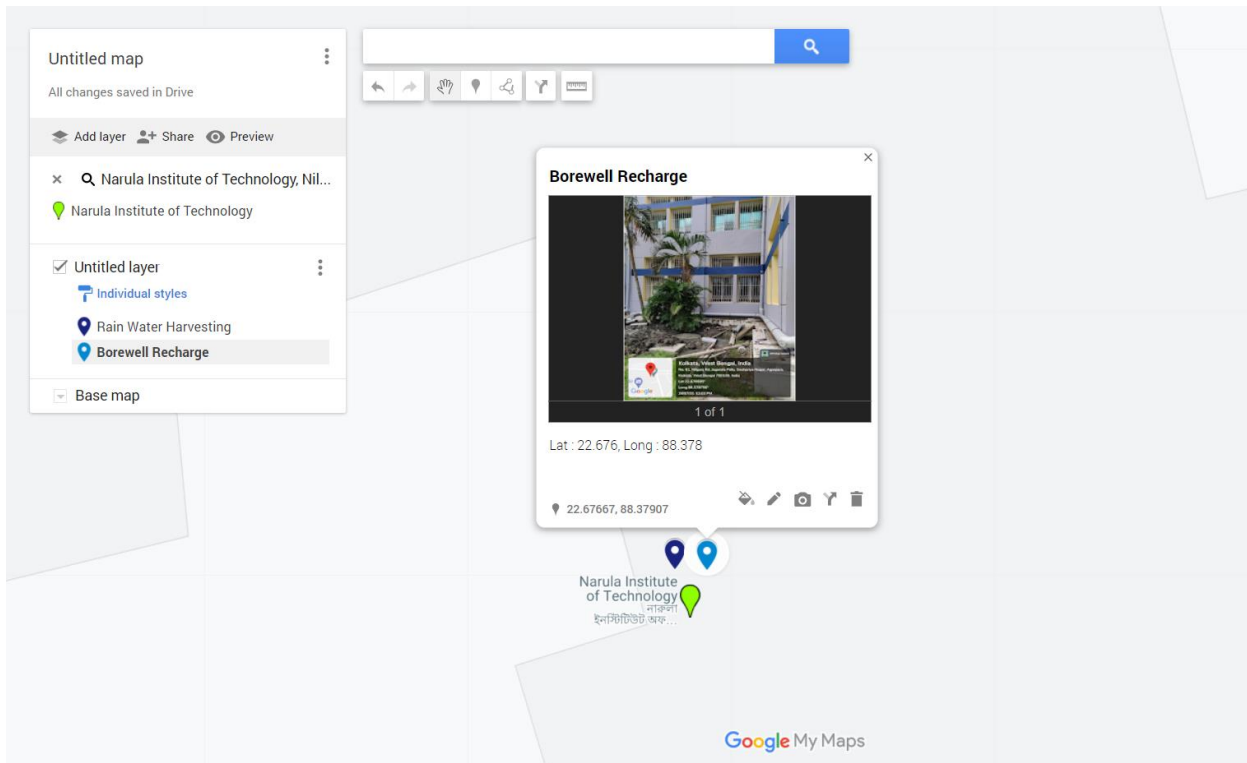 Untitled map
All changes saved in Drive
Add layer Share Preview
Narula Institute of Technology, Nil...
Narula Institute of Technology
Untitled layer
Individual styles
Rain Water Harvesting
Borewell Recharge
Base map
Borewell Recharge
Kolkata, West Bengal, India
Google
1 of 1
Lat : 22.676, Long : 88.378
22.67667, 88.37907
Narula Institute
of Technology
নারুলা
ইনস্টিটিউট অফ...
Google My Maps